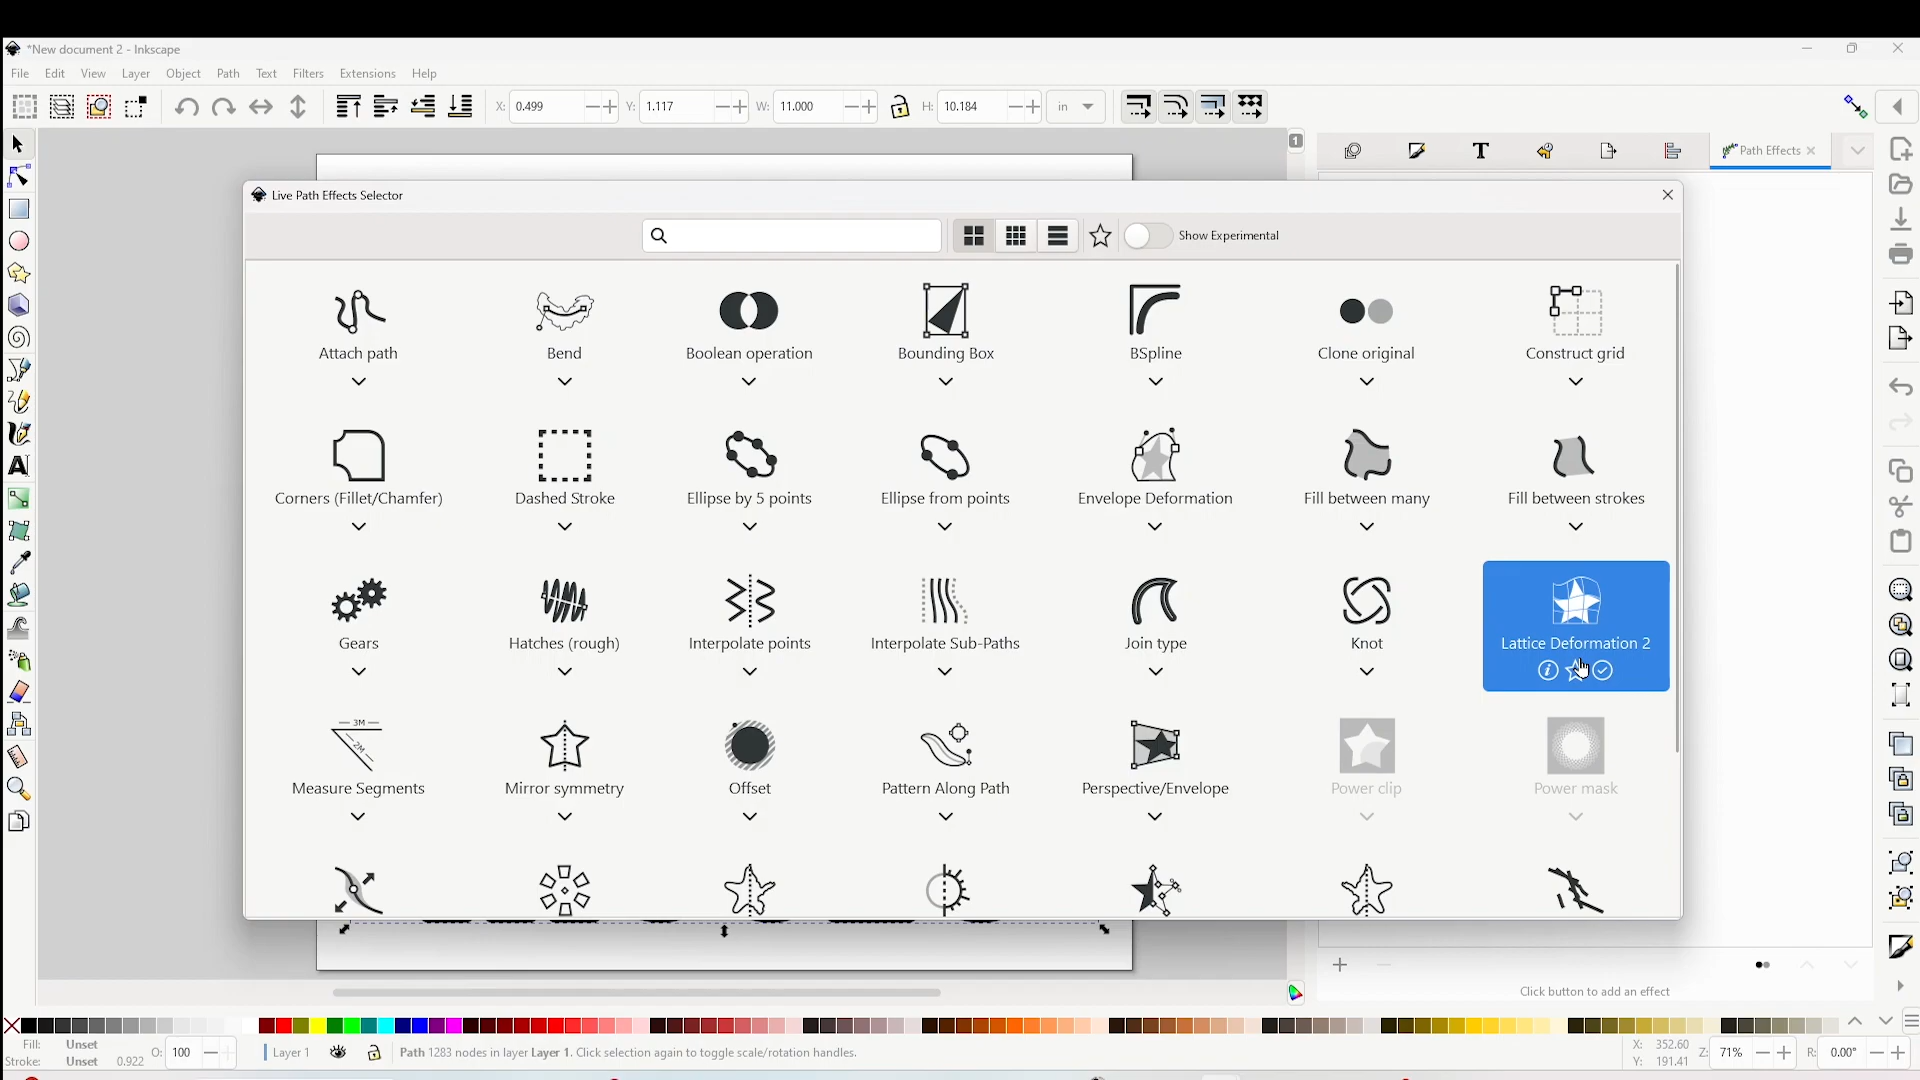 *New document 2 - Inkscape
File Edit View Layer Object Path Text Filters Extensions Help
X: 0.499 Y: 1.117 W: 11.000 H: 10.184 in
1
Path Effects
Live Path Effects Selector
Show Experimental
Attach path Bend Boolean operation Bounding Box BSpline Clone original Construct grid
Corners (Fillet/Chamfer) Dashed Stroke Ellipse by 5 points Ellipse from points Envelope Deformation Fill between many Fill between strokes
Gears Hatches (rough) Interpolate points Interpolate Sub-Paths Join type Knot Lattice Deformation 2
3M
2M
Measure Segments Mirror symmetry Offset Pattern Along Path Perspective/Envelope Power clip Power mask
Click button to add an effect
Fill: Unset
Stroke: Unset 0.922 O: 100 Layer 1 Path 1283 nodes in layer Layer 1. Click selection again to toggle scale/rotation handles.
X: 352.60
Y: 191.41
Z: 71% R: 0.00°